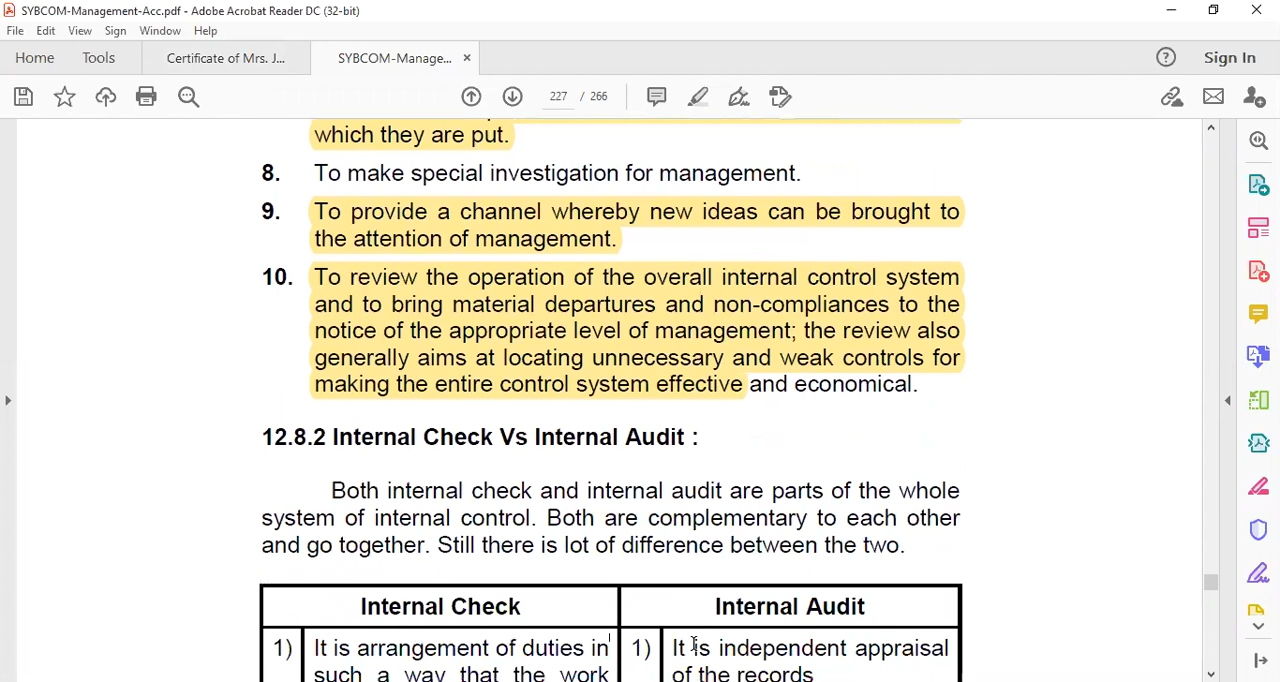 SYBCOM-Management-Acc.pdf - Adobe Acrobat Reader DC (32-bit)
File Edit View Sign Window Help
Home Tools Certificate of Mrs. J... SYBCOM-Manage... × Sign In
227 / 266
which they are put.
8. To make special investigation for management.
9. To provide a channel whereby new ideas can be brought to
the attention of management.
10. To review the operation of the overall internal control system
and to bring material departures and non-compliances to the
notice of the appropriate level of management; the review also
generally aims at locating unnecessary and weak controls for
making the entire control system effective and economical.
12.8.2 Internal Check Vs Internal Audit :
Both internal check and internal audit are parts of the whole
system of internal control. Both are complementary to each other
and go together. Still there is lot of difference between the two.
Internal Check Internal Audit
1) It is arrangement of duties in 1) It is independent appraisal
such a way that the work of the records